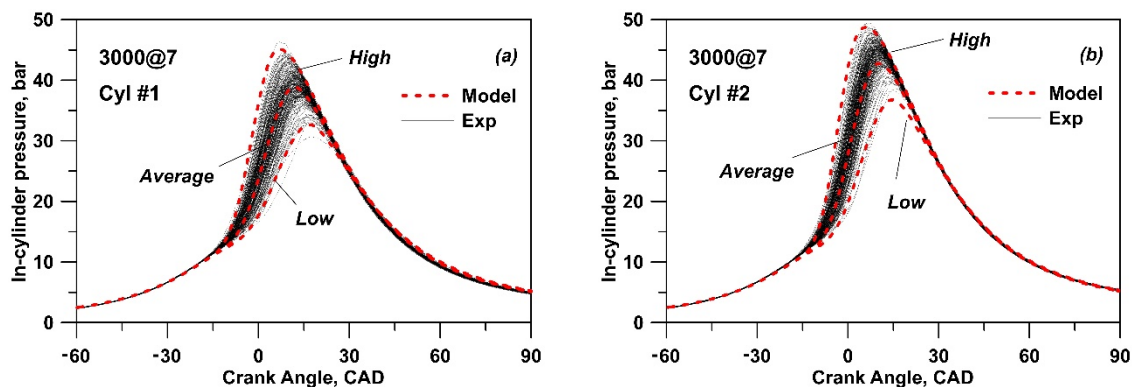 50
40
30
20
10
0
In-cylinder pressure, bar
3000@7
Cyl #1
(a)
High
Model
Exp
Average
Low
-60 -30 0 30 60 90
Crank Angle, CAD
50
40
30
20
10
0
In-cylinder pressure, bar
3000@7
Cyl #2
(b)
High
Model
Exp
Average
Low
-60 -30 0 30 60 90
Crank Angle, CAD